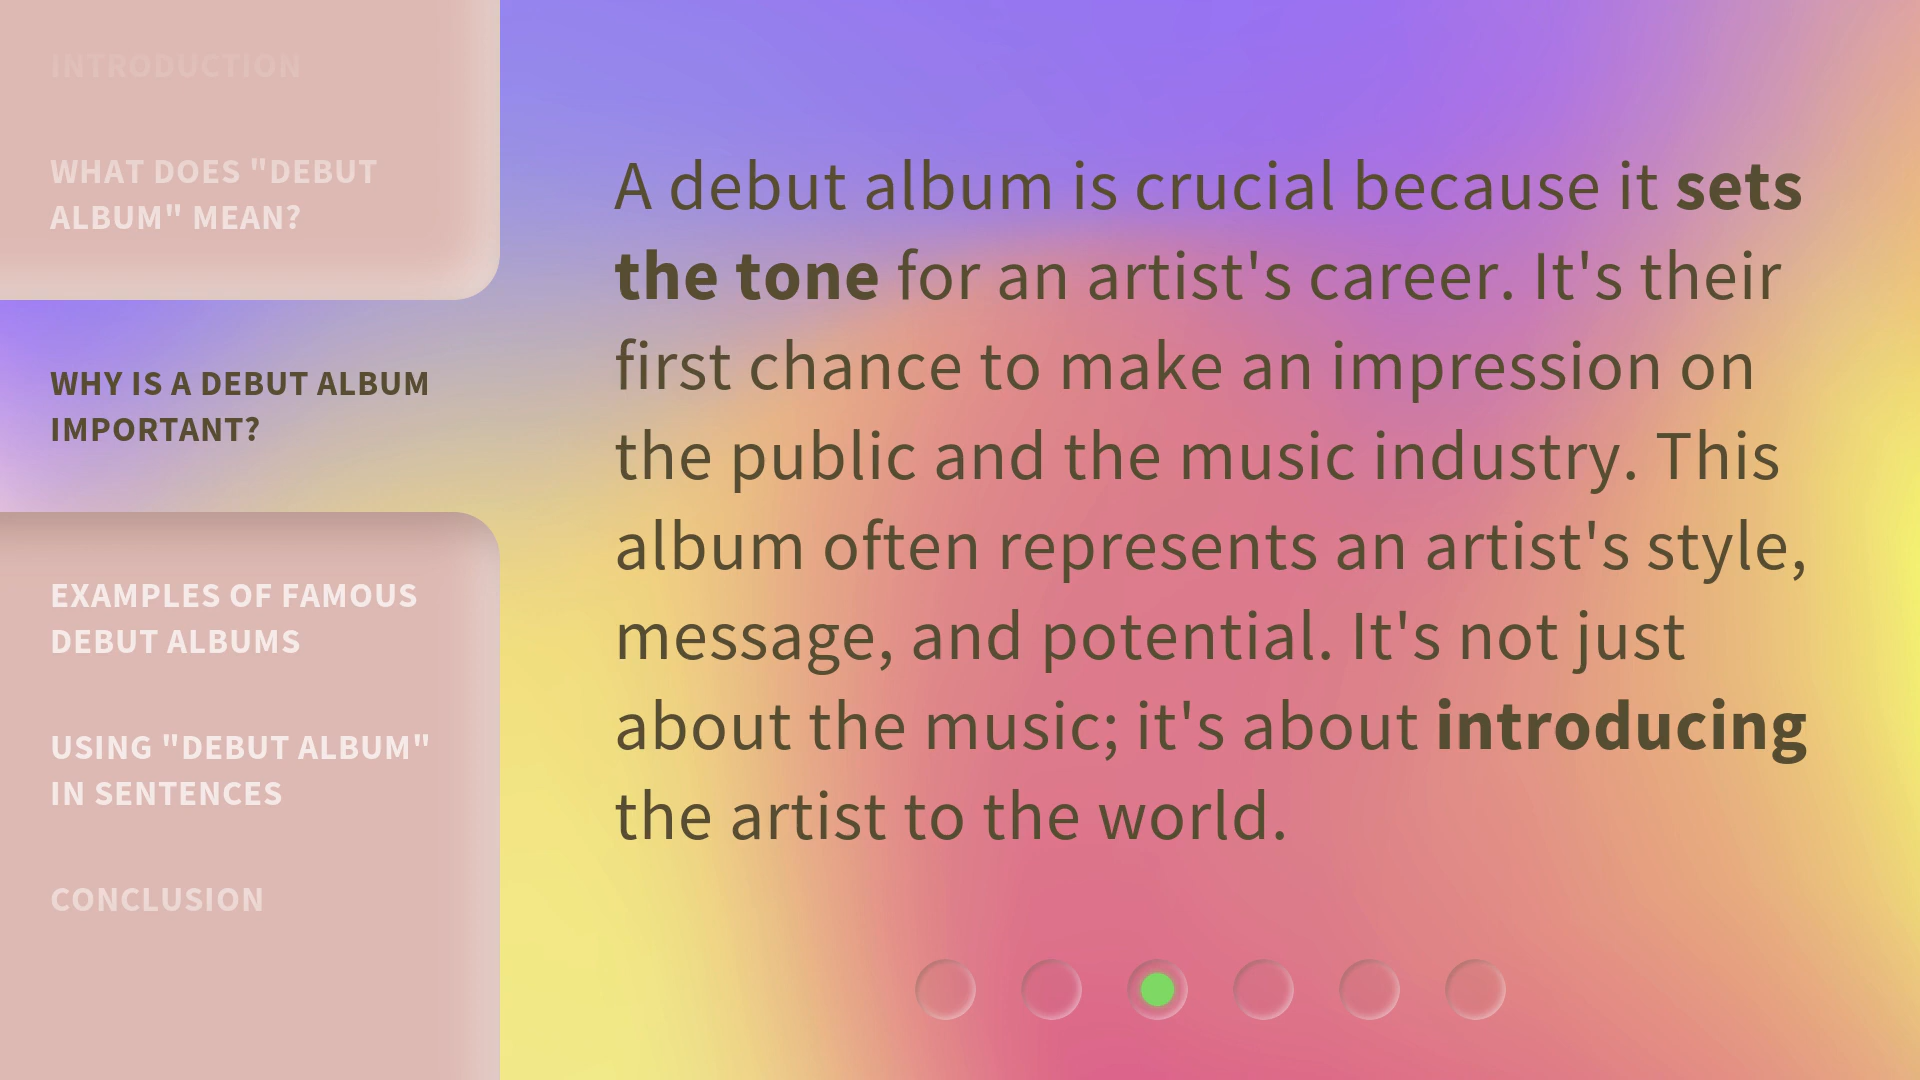 INTRODUCTION
WHAT DOES "DEBUT
ALBUM" MEAN?
WHY IS A DEBUT ALBUM
IMPORTANT?
EXAMPLES OF FAMOUS
DEBUT ALBUMS
USING "DEBUT ALBUM"
IN SENTENCES
CONCLUSION
A debut album is crucial because it sets
the tone for an artist's career. It's their
first chance to make an impression on
the public and the music industry. This
album often represents an artist's style,
message, and potential. It's not just
about the music; it's about introducing
the artist to the world.